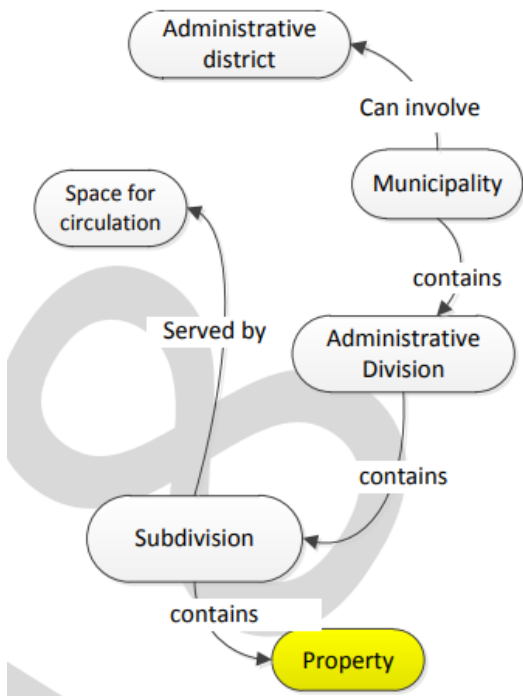 Administrative
district
Can involve
Municipality
Space for
circulation
contains
Served by
Administrative
Division
contains
Subdivision
contains
Property